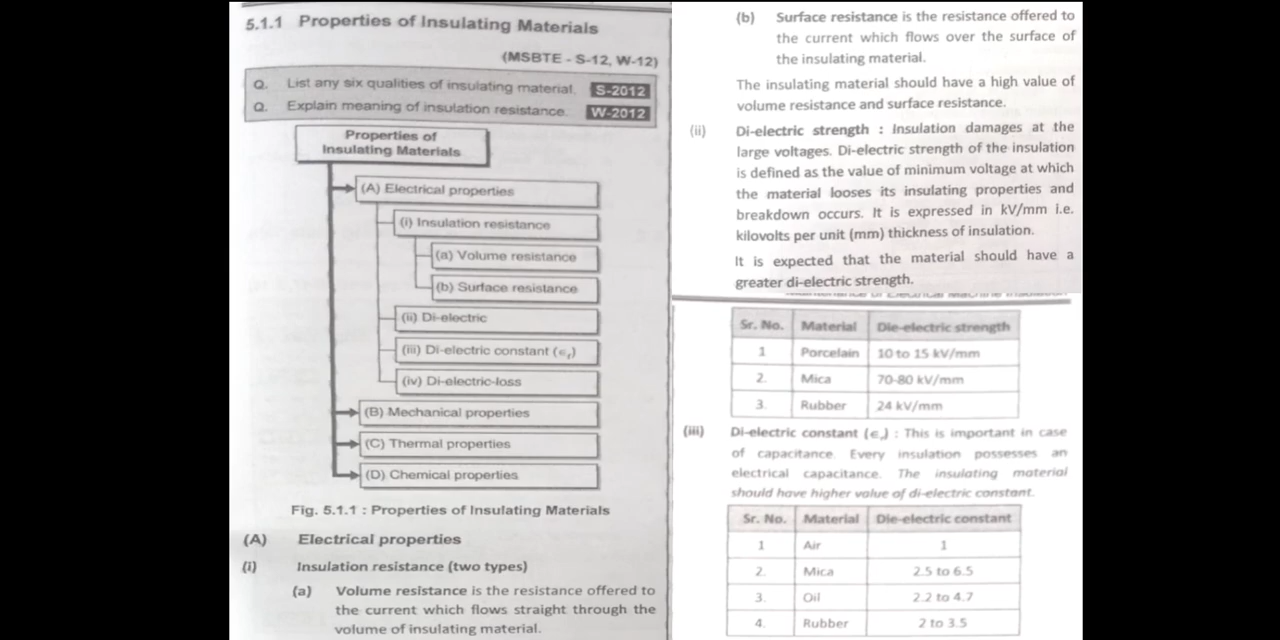 5.1.1 Properties of Insulating Materials
(MSBTE - S-12, W-12)
Q. List any six qualities of insulating material. S-2012
Q. Explain meaning of insulation resistance. W-2012
Properties of
Insulating Materials
(A) Electrical properties
(i) Insulation resistance
(a) Volume resistance
(b) Surface resistance
(ii) Di-electric
(iii) Di-electric constant (ϵr)
(iv) Di-electric-loss
(B) Mechanical properties
(C) Thermal properties
(D) Chemical properties
Fig. 5.1.1 : Properties of Insulating Materials
(A) Electrical properties
(i) Insulation resistance (two types)
(a) Volume resistance is the resistance offered to
the current which flows straight through the
volume of insulating material.
(b) Surface resistance is the resistance offered to
the current which flows over the surface of
the insulating material.
The insulating material should have a high value of
volume resistance and surface resistance.
(ii) Di-electric strength : Insulation damages at the
large voltages. Di-electric strength of the insulation
is defined as the value of minimum voltage at which
the material looses its insulating properties and
breakdown occurs. It is expressed in kV/mm i.e.
kilovolts per unit (mm) thickness of insulation.
It is expected that the material should have a
greater di-electric strength.
Sr. No. Material Die-electric strength
1 Porcelain 10 to 15 kV/mm
2. Mica 70-80 kV/mm
3. Rubber 24 kV/mm
(iii) Di-electric constant (ϵr) : This is important in case
of capacitance. Every insulation possesses an
electrical capacitance. The insulating material
should have higher value of di-electric constant.
Sr. No. Material Die-electric constant
1 Air 1
2. Mica 2.5 to 6.5
3. Oil 2.2 to 4.7
4. Rubber 2 to 3.5